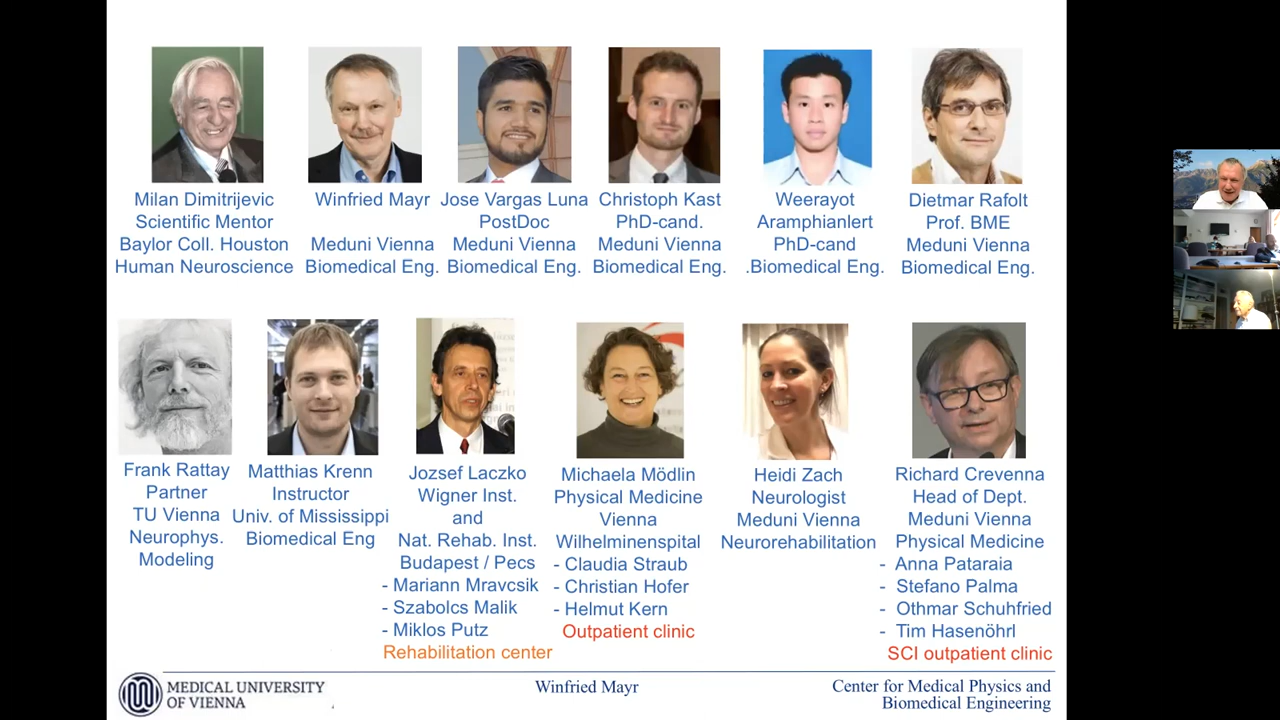 Milan Dimitrijevic
Scientific Mentor
Baylor Coll. Houston
Human Neuroscience
Winfried Mayr
Meduni Vienna
Biomedical Eng.
Jose Vargas Luna
PostDoc
Meduni Vienna
Biomedical Eng.
Christoph Kast
PhD-cand.
Meduni Vienna
Biomedical Eng.
Weerayot
Aramphianlert
PhD-cand
.Biomedical Eng.
Dietmar Rafolt
Prof. BME
Meduni Vienna
Biomedical Eng.
Frank Rattay
Partner
TU Vienna
Neurophys.
Modeling
Matthias Krenn
Instructor
Univ. of Mississippi
Biomedical Eng
Jozsef Laczko
Wigner Inst.
and
Nat. Rehab. Inst.
Budapest / Pecs
- Mariann Mravcsik
- Szabolcs Malik
- Miklos Putz
Rehabilitation center
Michaela Mödlin
Physical Medicine
Vienna
Wilhelminenspital
- Claudia Straub
- Christian Hofer
- Helmut Kern
Outpatient clinic
Heidi Zach
Neurologist
Meduni Vienna
Neurorehabilitation
Richard Crevenna
Head of Dept.
Meduni Vienna
Physical Medicine
- Anna Pataraia
- Stefano Palma
- Othmar Schuhfried
- Tim Hasenöhrl
SCI outpatient clinic
MEDICAL UNIVERSITY
OF VIENNA
Winfried Mayr
Center for Medical Physics and
Biomedical Engineering